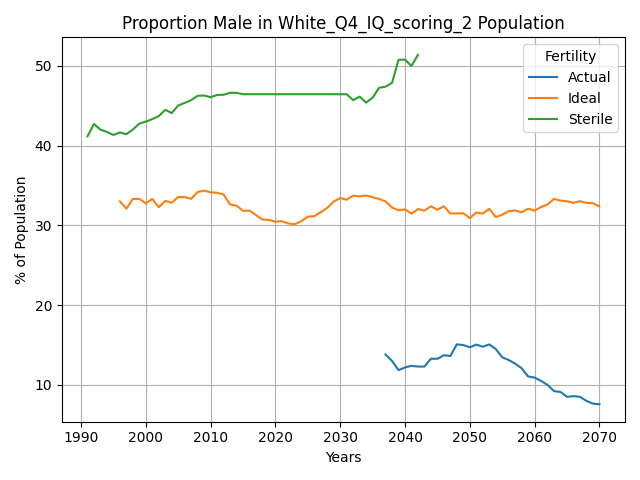 Proportion Male in White_Q4_IQ_scoring_2 Population
Fertility
Actual
Ideal
Sterile
% of Population
50
40
30
20
10
1990 2000 2010 2020 2030 2040 2050 2060 2070
Years